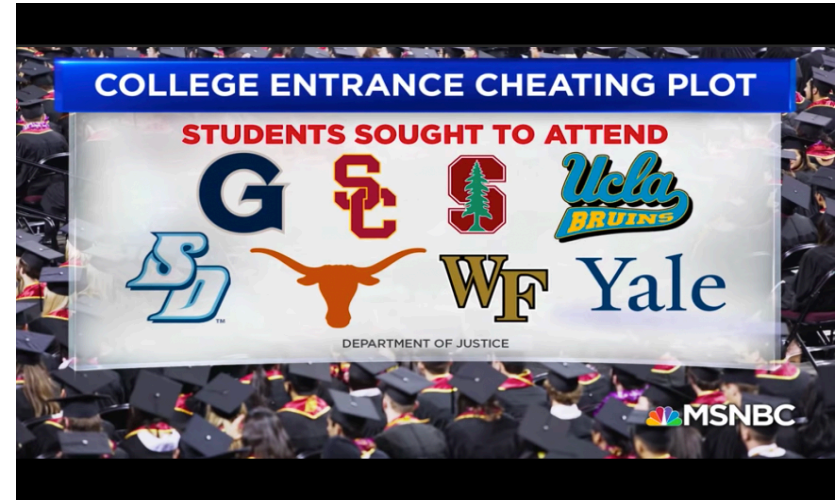 COLLEGE ENTRANCE CHEATING PLOT
STUDENTS SOUGHT TO ATTEND
G SC S Ucla BRUINS
SD TM WF Yale
DEPARTMENT OF JUSTICE
MSNBC